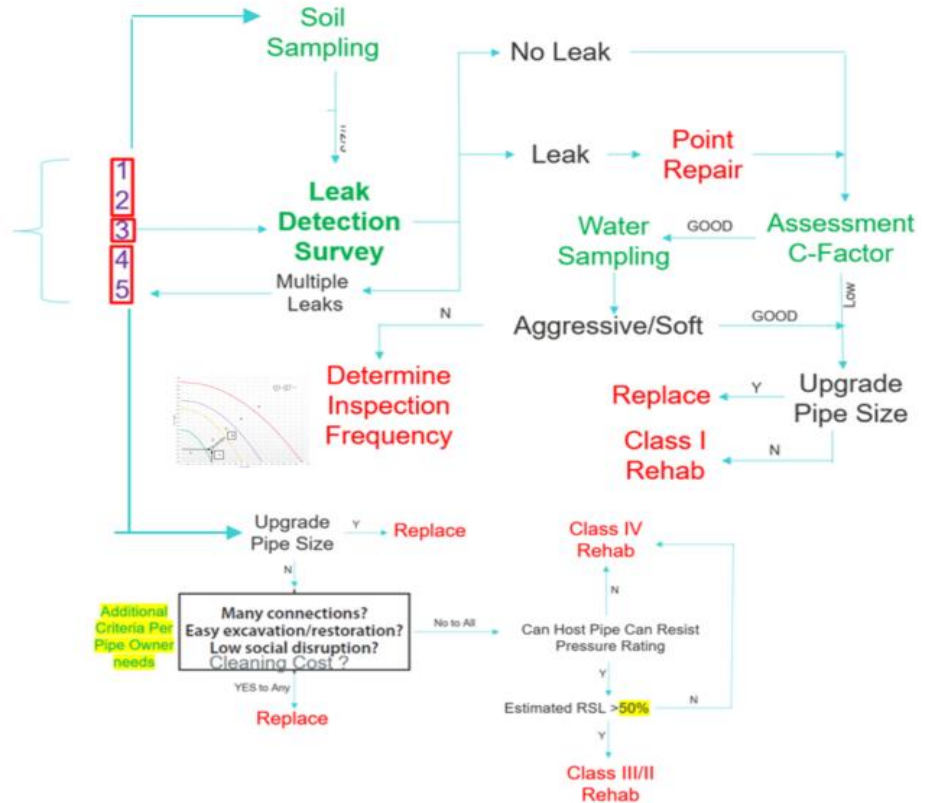 Soil
Sampling
No Leak
1
2
3
4
5
Leak
Detection
Survey
Leak
Point
Repair
Water
Sampling
GOOD
Assessment
C-Factor
Multiple
Leaks
Low
N
Aggressive/Soft
GOOD
Determine
Inspection
Frequency
Replace
Y
Upgrade
Pipe Size
Class I
Rehab
N
Upgrade
Pipe Size
Y
Replace
N
Class IV
Rehab
Additional
Criteria Per
Pipe Owner
needs
Many connections?
Easy excavation/restoration?
Low social disruption?
Cleaning Cost ?
No to All
N
Can Host Pipe Can Resist
Pressure Rating
YES to Any
Replace
Y
Estimated RSL >50%
N
Y
Class III/II
Rehab